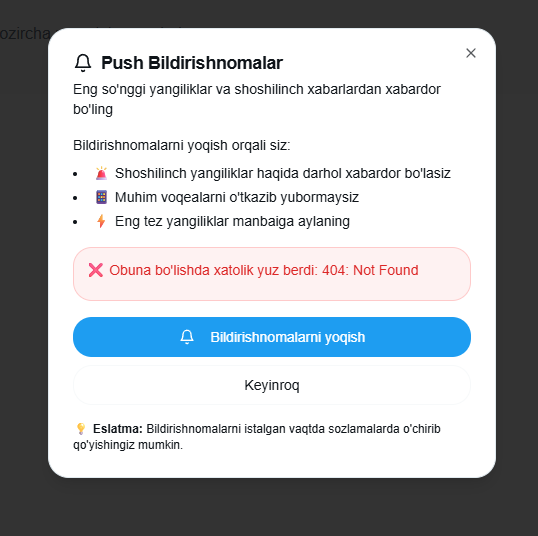 ozircha
Push Bildirishnomalar
Eng so'nggi yangiliklar va shoshilinch xabarlardan xabardor
bo'ling
Bildirishnomalarni yoqish orqali siz:
• 🚨 Shoshilinch yangiliklar haqida darhol xabardor bo'lasiz
• 📱 Muhim voqealarni o'tkazib yubormaysiz
• ⚡ Eng tez yangiliklar manbaiga aylaning
❌ Obuna bo'lishda xatolik yuz berdi: 404: Not Found
Bildirishnomalarni yoqish
Keyinroq
💡 Eslatma: Bildirishnomalarni istalgan vaqtda sozlamalarda o'chirib
qo'yishingiz mumkin.